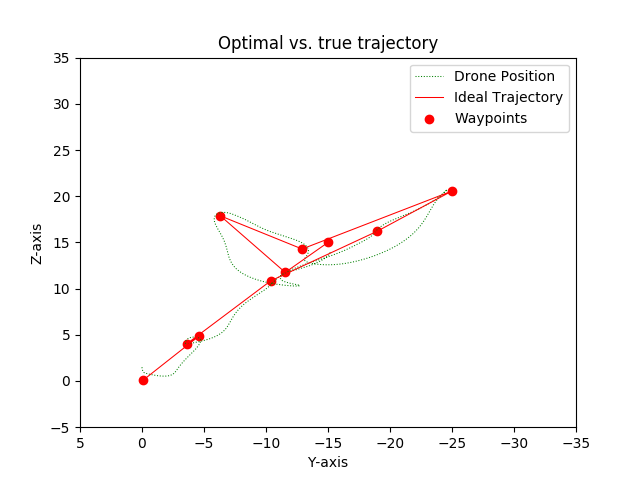 Optimal vs. true trajectory
Drone Position
Ideal Trajectory
Waypoints
35
30
25
20
15
10
5
0
−5
Z-axis
5 0 −5 −10 −15 −20 −25 −30 −35
Y-axis